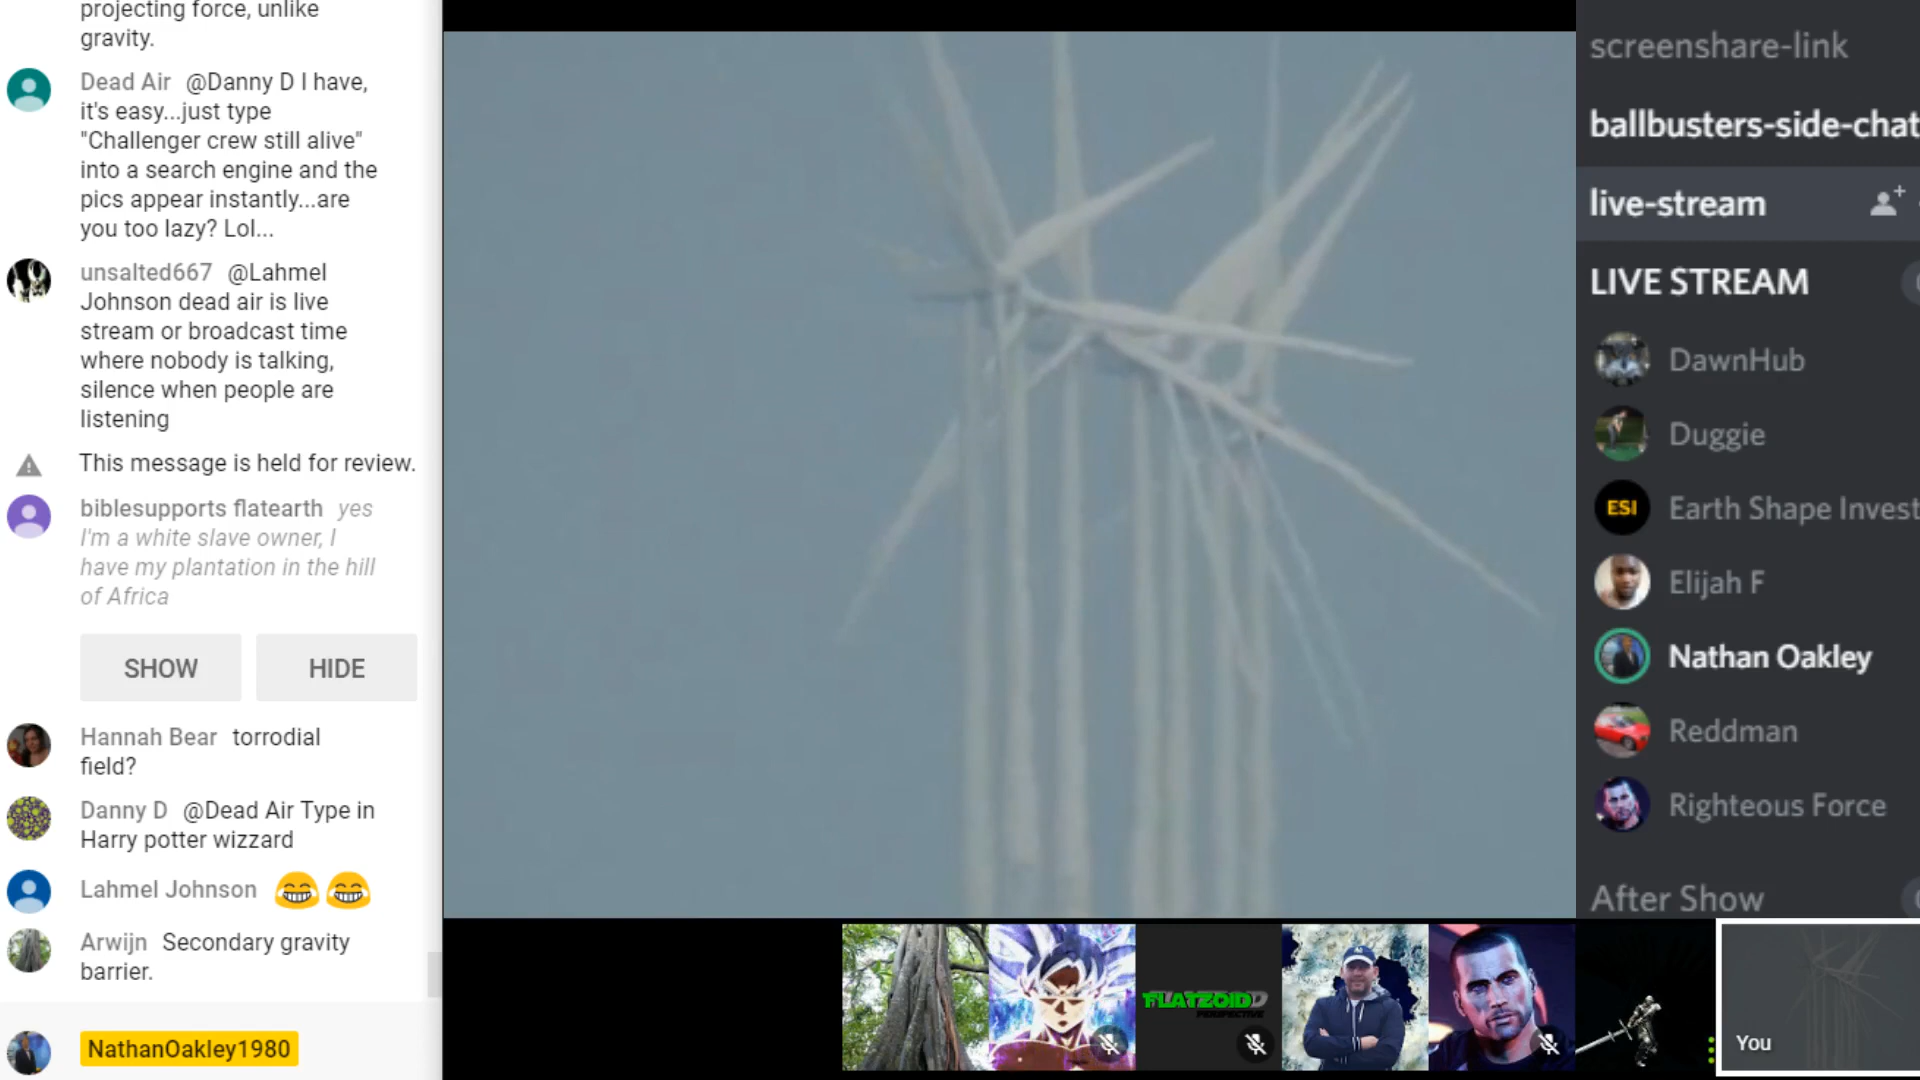 projecting force, unlike
gravity.
Dead Air @Danny D I have,
it's easy...just type
"Challenger crew still alive"
into a search engine and the
pics appear instantly...are
you too lazy? Lol...
unsalted667 @Lahmel
Johnson dead air is live
stream or broadcast time
where nobody is talking,
silence when people are
listening
This message is held for review.
biblesupports flatearth yes
I'm a white slave owner, I
have my plantation in the hill
of Africa
SHOW HIDE
Hannah Bear torrodial
field?
Danny D @Dead Air Type in
Harry potter wizzard
Lahmel Johnson
Arwijn Secondary gravity
barrier.
NathanOakley1980
screenshare-link
ballbusters-side-chat
live-stream
LIVE STREAM
DawnHub
Duggie
ESI
Earth Shape Invest
Elijah F
Nathan Oakley
Reddman
Righteous Force
After Show
FLATZOIDD
PERSPECTIVE
You